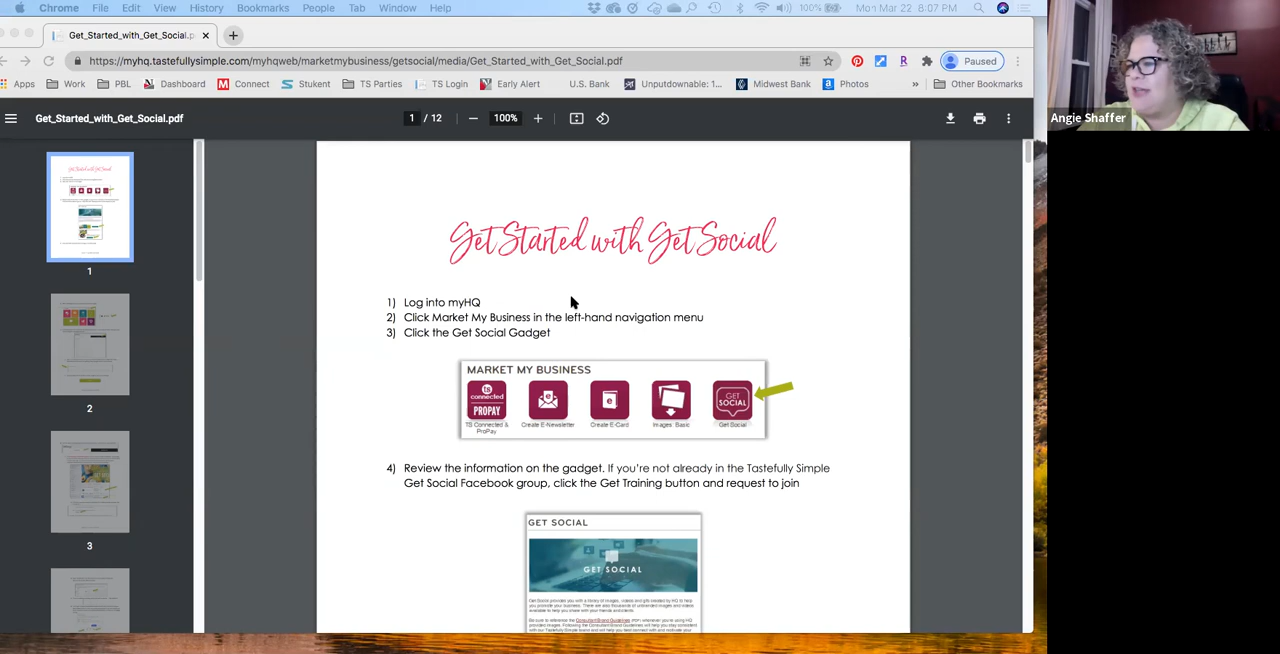 Chrome File Edit View History Bookmarks People Tab Window Help 100% Mon Mar 22 8:07 PM
Get_Started_with_Get_Social.p
https://myhq.tastefullysimple.com/myhqweb/marketmybusiness/getsocial/media/Get_Started_with_Get_Social.pdf Paused
Apps Work PBL Dashboard Connect Stukent TS Parties TS Login Early Alert U.S. Bank Unputdownable: 1... Midwest Bank Photos » Other Bookmarks
Get_Started_with_Get_Social.pdf 1 / 12 100%
Angie Shaffer
1
2
3
Get Started with Get Social
1) Log into myHQ
2) Click Market My Business in the left-hand navigation menu
3) Click the Get Social Gadget
MARKET MY BUSINESS
ts connected PROPAY e e GET SOCIAL
TS Connected & ProPay Create E-Newsletter Create E-Card Images: Basic Get Social
4) Review the information on the gadget. If you're not already in the Tastefully Simple
Get Social Facebook group, click the Get Training button and request to join
GET SOCIAL
GET SOCIAL